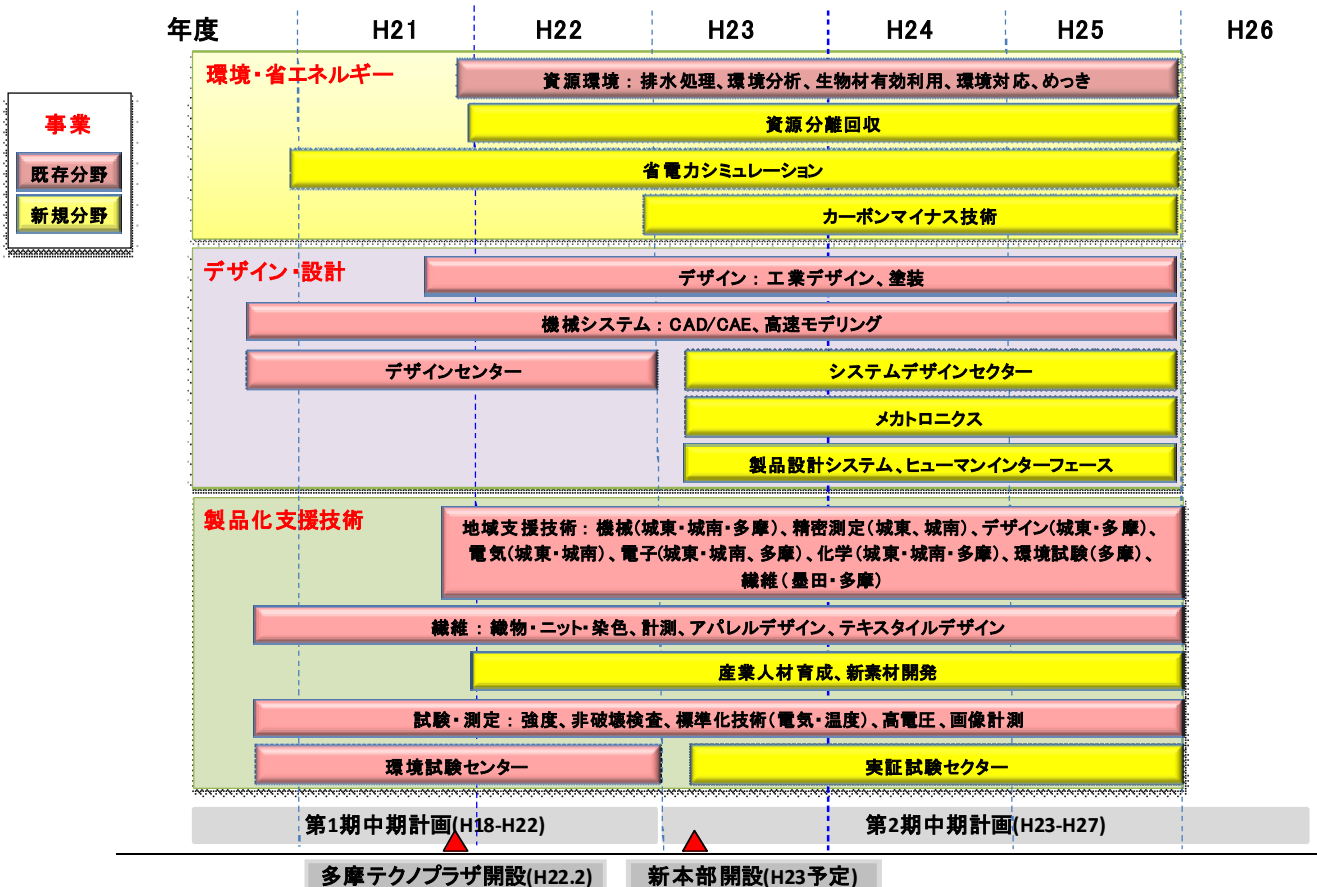 年度 H21 H22 H23 H24 H25 H26
事業
既存分野
新規分野
環境・省エネルギー
資源環境：排水処理、環境分析、生物材有効利用、環境対応、めっき
資源分離回収
省電力シミュレーション
カーボンマイナス技術
デザイン・設計
デザイン：工業デザイン、塗装
機械システム：CAD/CAE、高速モデリング
デザインセンター
システムデザインセクター
メカトロニクス
製品設計システム、ヒューマンインターフェース
製品化支援技術
地域支援技術：機械(城東・城南・多摩)、精密測定(城東、城南)、デザイン(城東・多摩)、
電気(城東・城南)、電子(城東・城南、多摩)、化学(城東・城南・多摩)、環境試験(多摩)、
繊維(墨田・多摩)
繊維：織物・ニット・染色、計測、アパレルデザイン、テキスタイルデザイン
産業人材育成、新素材開発
試験・測定：強度、非破壊検査、標準化技術(電気・温度)、高電圧、画像計測
環境試験センター
実証試験セクター
第1期中期計画(H18-H22)
第2期中期計画(H23-H27)
多摩テクノプラザ開設(H22.2)
新本部開設(H23予定)